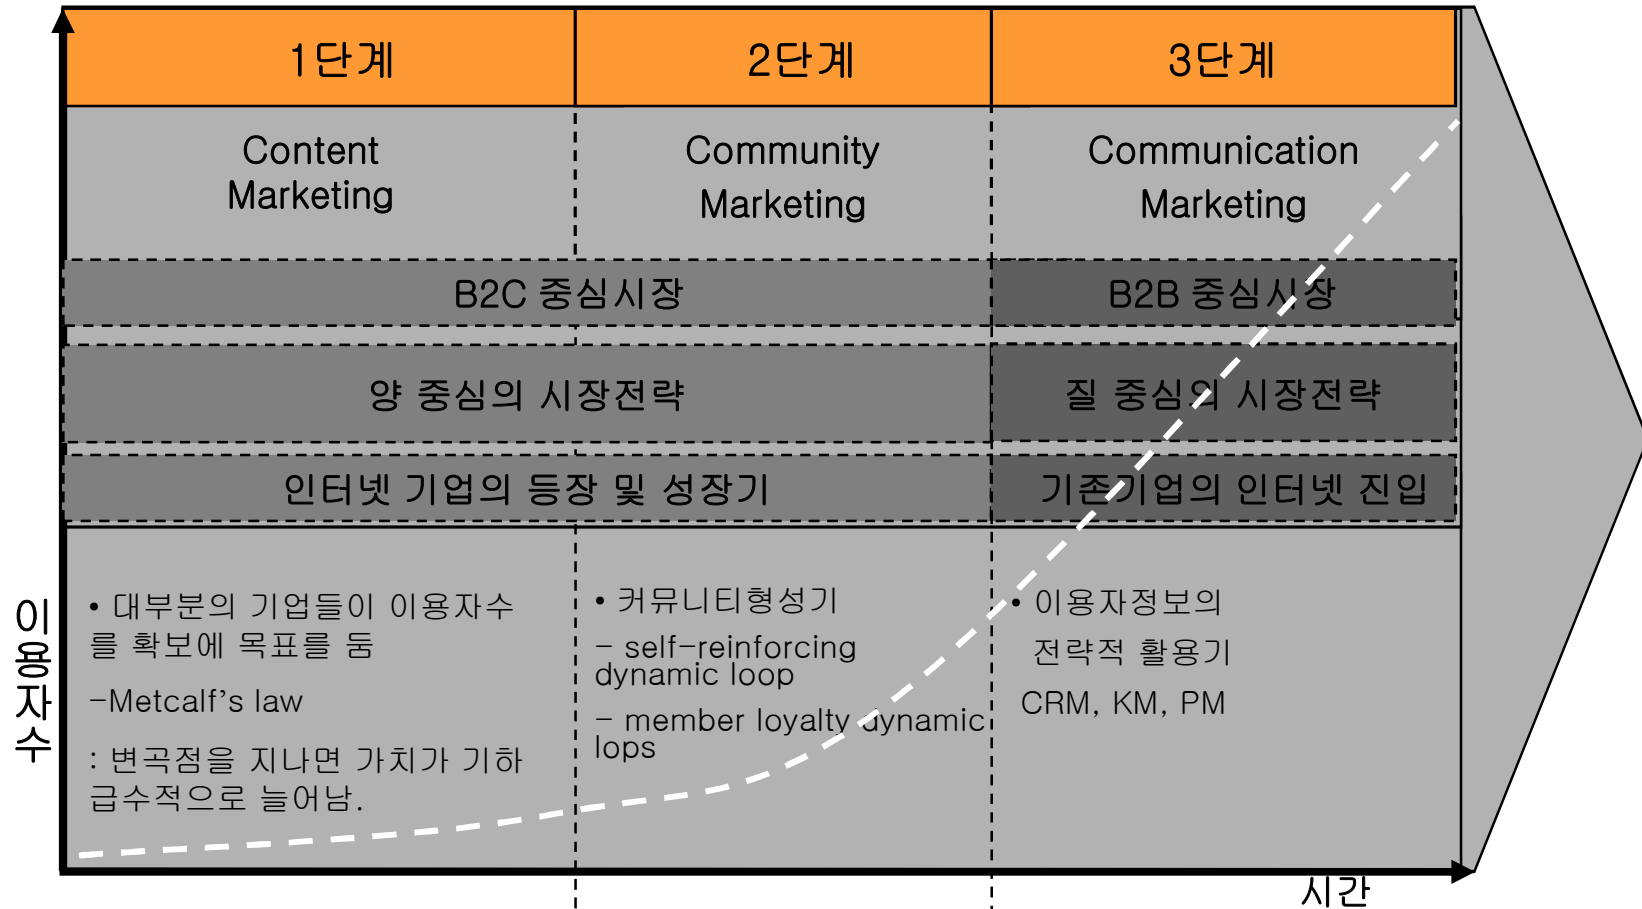 1단계
2단계
3단계
Content
Marketing
Community
Marketing
Communication
Marketing
B2C 중심시장
B2B 중심시장
양 중심의 시장전략
질 중심의 시장전략
인터넷 기업의 등장 및 성장기
기존기업의 인터넷 진입
• 대부분의 기업들이 이용자수
를 확보에 목표를 둠
-Metcalf's law
: 변곡점을 지나면 가치가 기하
급수적으로 늘어남.
• 커뮤니티형성기
- self-reinforcing
dynamic loop
- member loyalty dynamic
lops
• 이용자정보의
전략적 활용기
CRM, KM, PM
이용자수
시간